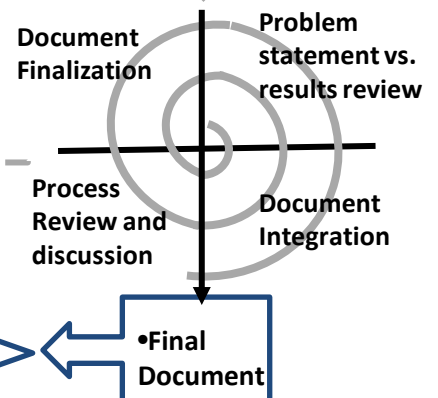 Document
Finalization
Problem
statement vs.
results review
Process
Review and
discussion
Document
Integration
•Final
Document